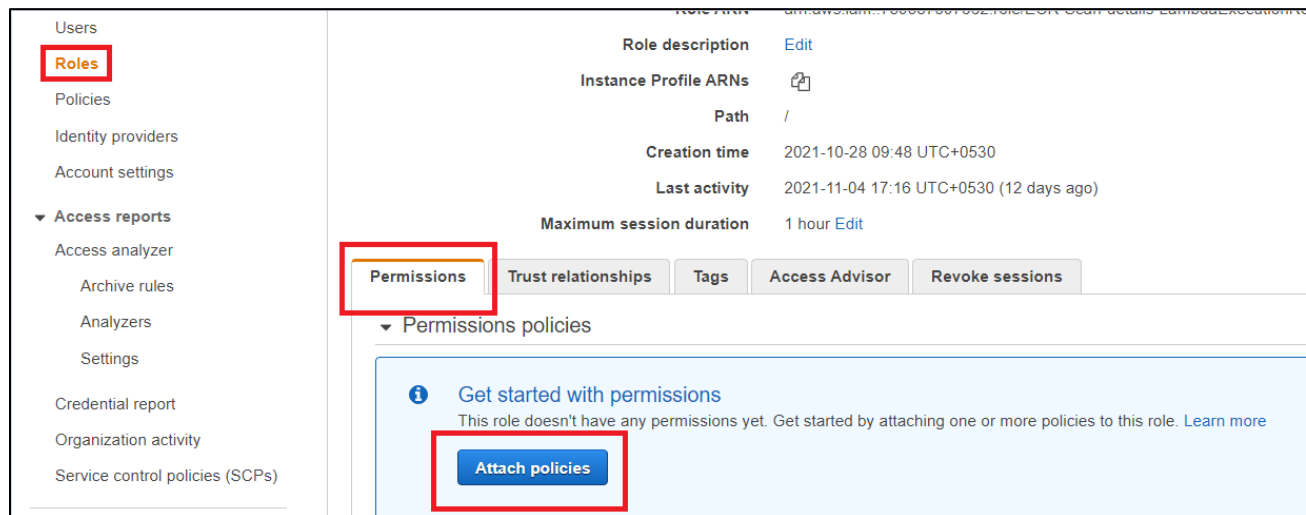 Users
Roles
Policies
Identity providers
Account settings
Access reports
Access analyzer
Archive rules
Analyzers
Settings
Credential report
Organization activity
Service control policies (SCPs)
Role ARN
Role description Edit
Instance Profile ARNs
Path /
Creation time 2021-10-28 09:48 UTC+0530
Last activity 2021-11-04 17:16 UTC+0530 (12 days ago)
Maximum session duration 1 hour Edit
Permissions Trust relationships Tags Access Advisor Revoke sessions
Permissions policies
Get started with permissions
This role doesn't have any permissions yet. Get started by attaching one or more policies to this role. Learn more
Attach policies